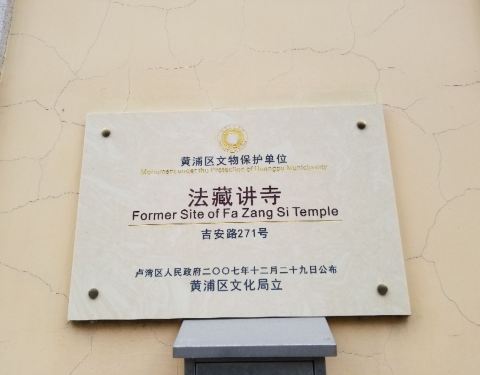 黄浦区文物保护单位
Monument under the Protection of Huangpu Municipality
法藏讲寺
Former Site of Fa Zang Si Temple
吉安路271号
卢湾区人民政府二〇〇七年十二月二十九日公布
黄浦区文化局立